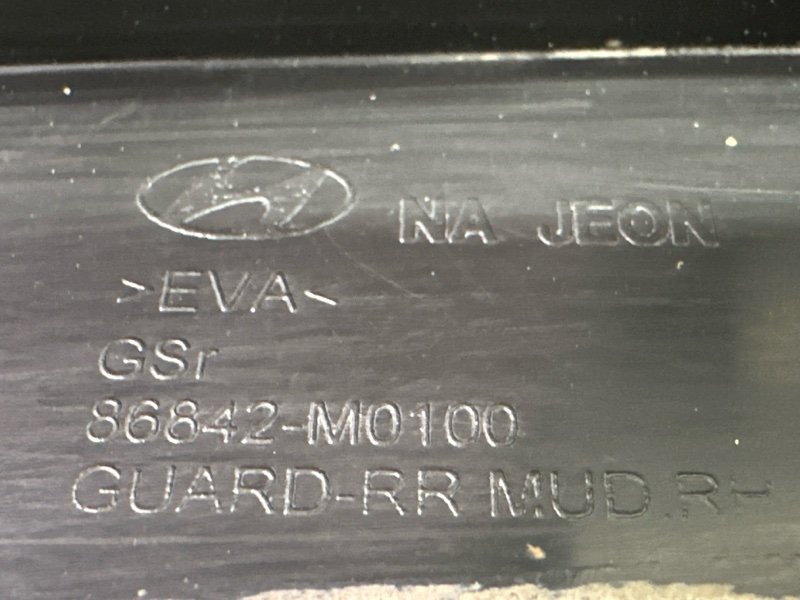 NA JEON
>EVA<
GSr
86842-M0100
GUARD-RR MUD.RH